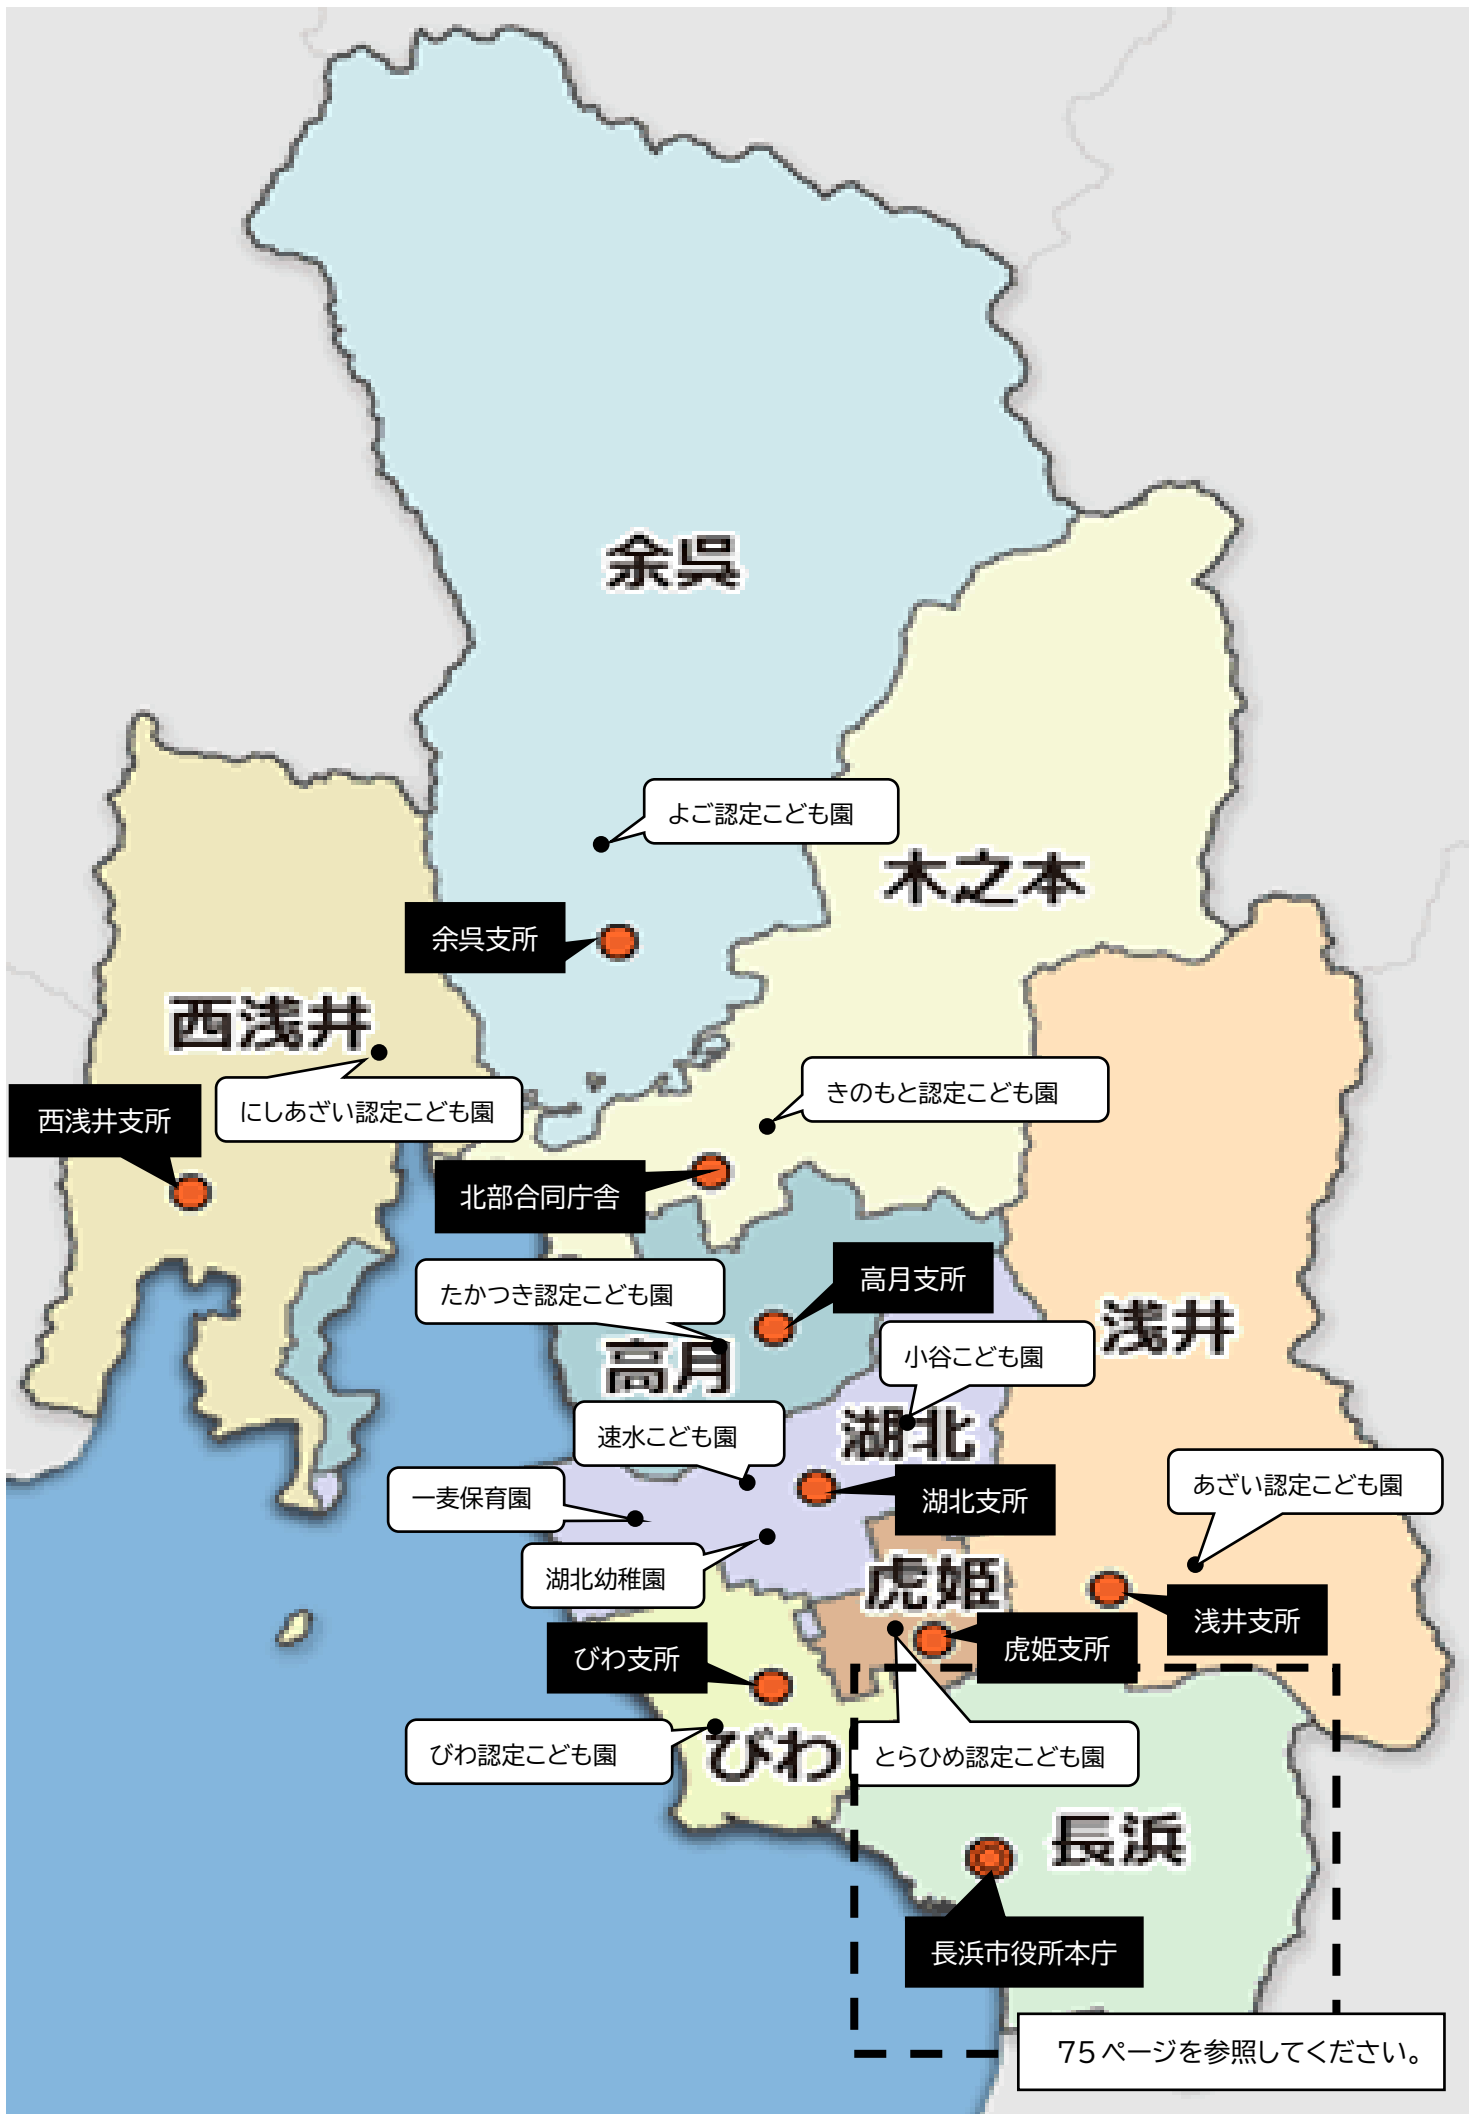 余呉
よご認定こども園
木之本
余呉支所
西浅井
にしあざい認定こども園
きのもと認定こども園
西浅井支所
北部合同庁舎
高月支所
たかつき認定こども園
浅井
小谷こども園
高月
速水こども園
湖北
あざい認定こども園
一麦保育園
湖北支所
湖北幼稚園
虎姫
浅井支所
虎姫支所
びわ支所
びわ認定こども園
びわ
とらひめ認定こども園
長浜
長浜市役所本庁
75ページを参照してください。